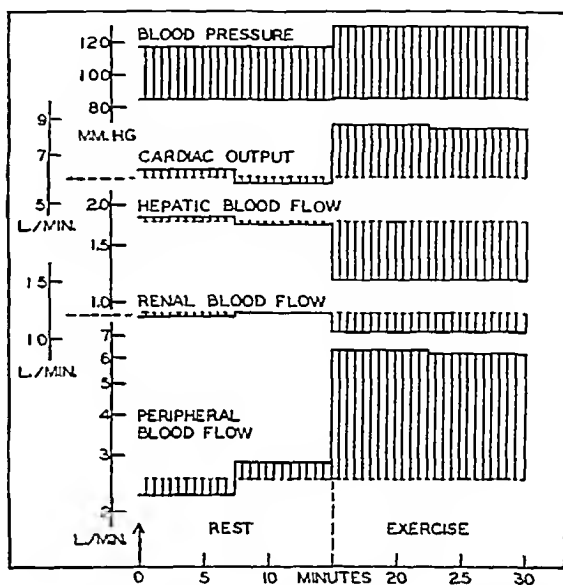 BLOOD PRESSURE
120
100
80
MM. HG
9
7
5
L./MIN.
CARDIAC OUTPUT
HEPATIC BLOOD FLOW
2.0
1.5
1.0
RENAL BLOOD FLOW
1.5
1.0
L./MIN.
7
6
5
4
3
2
PERIPHERAL
BLOOD FLOW
L./MIN.
REST
EXERCISE
0 5 10 MINUTES 20 25 30